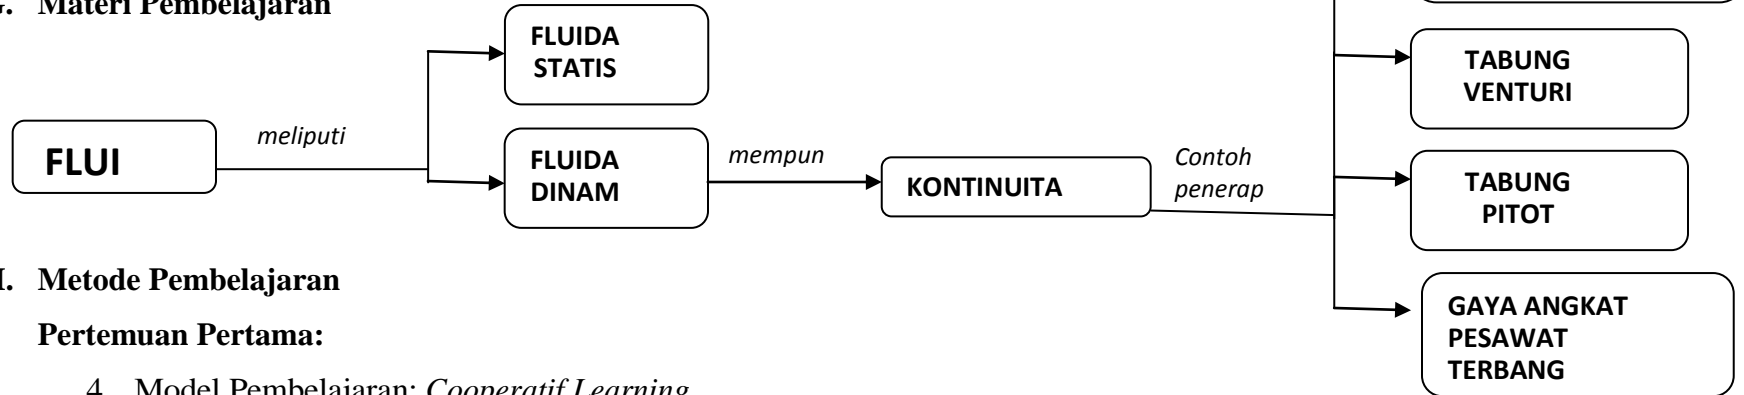 Materi Pembelajaran
FLUIDA
STATIS
TABUNG
VENTURI
FLUI
meliputi
FLUIDA
DINAM
mempun
KONTINUITA
Contoh
penerap
TABUNG
PITOT
GAYA ANGKAT
PESAWAT
TERBANG
Metode Pembelajaran
Pertemuan Pertama:
4. Model Pembelajaran: Cooperatif Learning